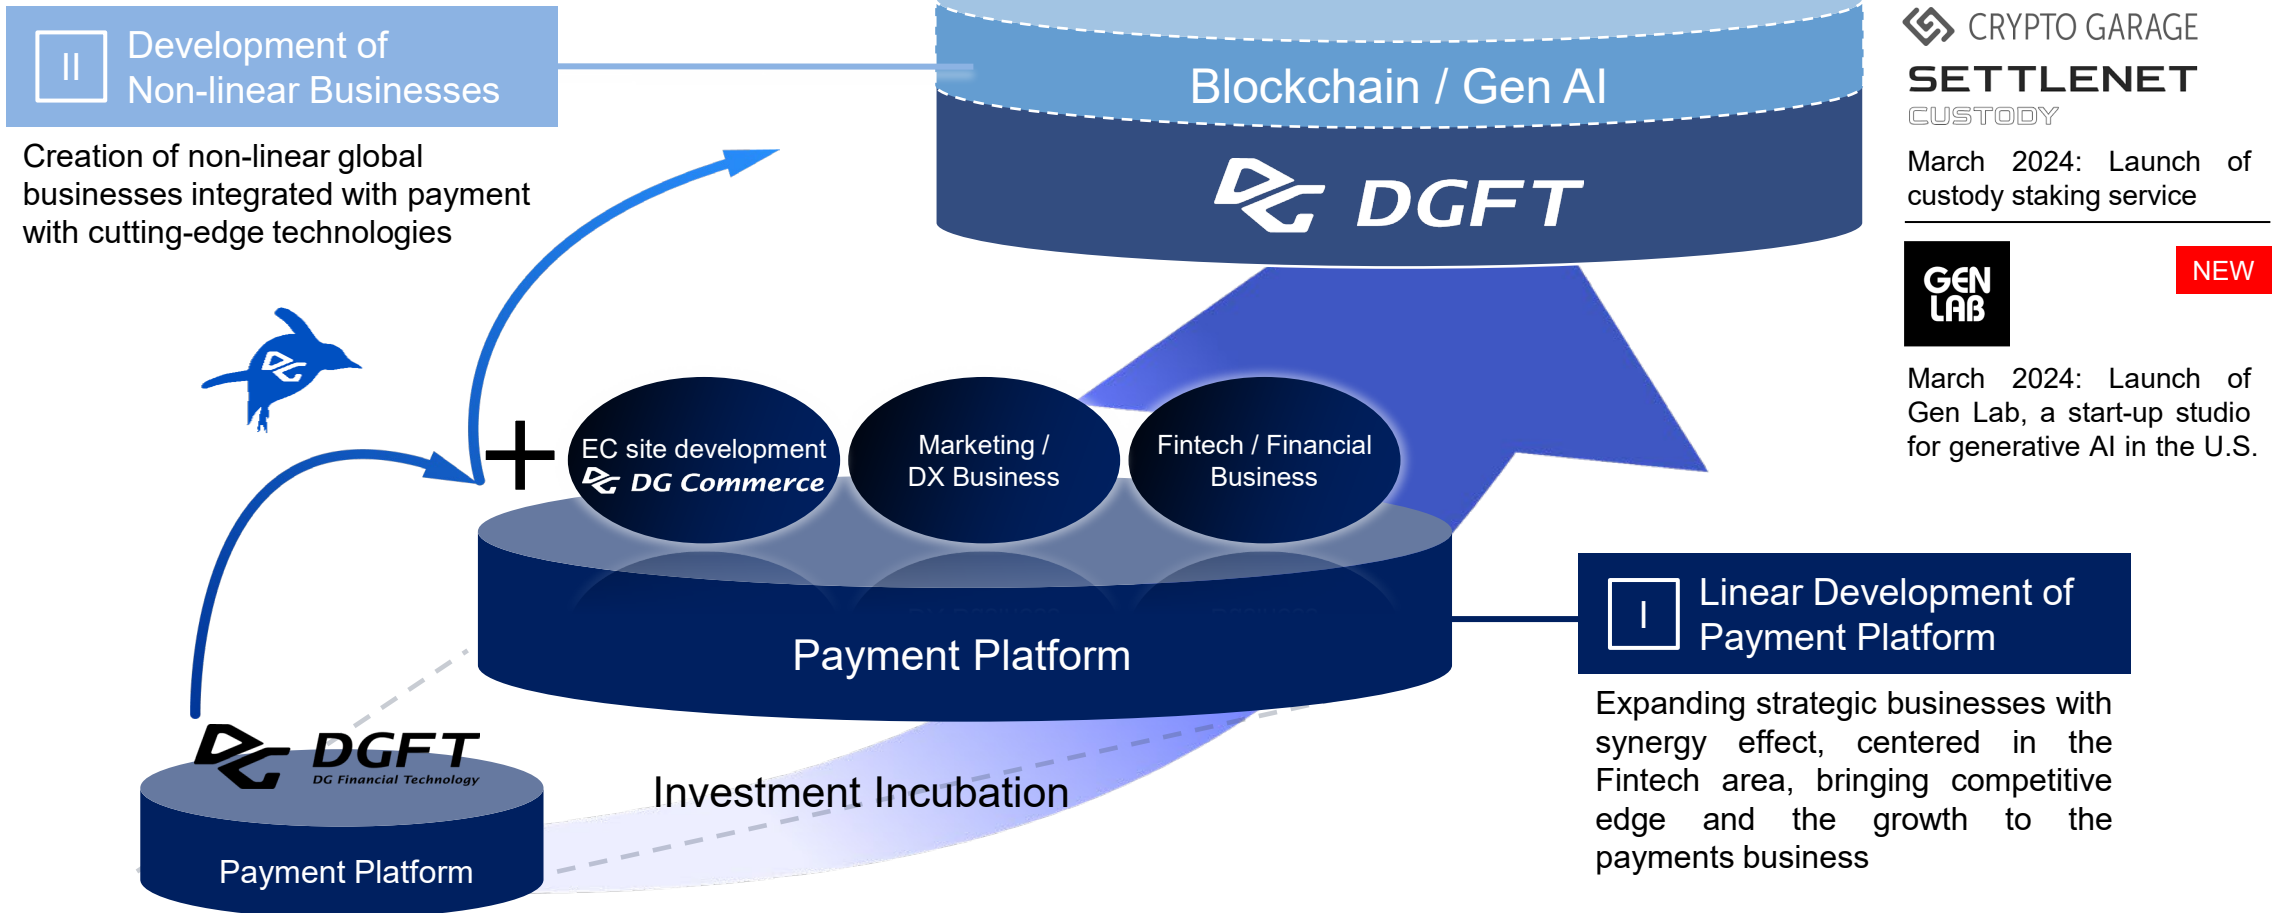 II
Development of
Non-linear Businesses
Creation of non-linear global
businesses integrated with payment
with cutting-edge technologies
Blockchain / Gen AI
DG DGFT
CRYPTO GARAGE
SETTLENET
CUSTODY
March 2024: Launch of
custody staking service
GEN
LAB
NEW
March 2024: Launch of
Gen Lab, a start-up studio
for generative AI in the U.S.
DG
+
EC site development
DG DG Commerce
Marketing /
DX Business
Fintech / Financial
Business
Payment Platform
I
Linear Development of
Payment Platform
Expanding strategic businesses with
synergy effect, centered in the
Fintech area, bringing competitive
edge and the growth to the
payments business
DG DGFT
DG Financial Technology
Payment Platform
Investment Incubation